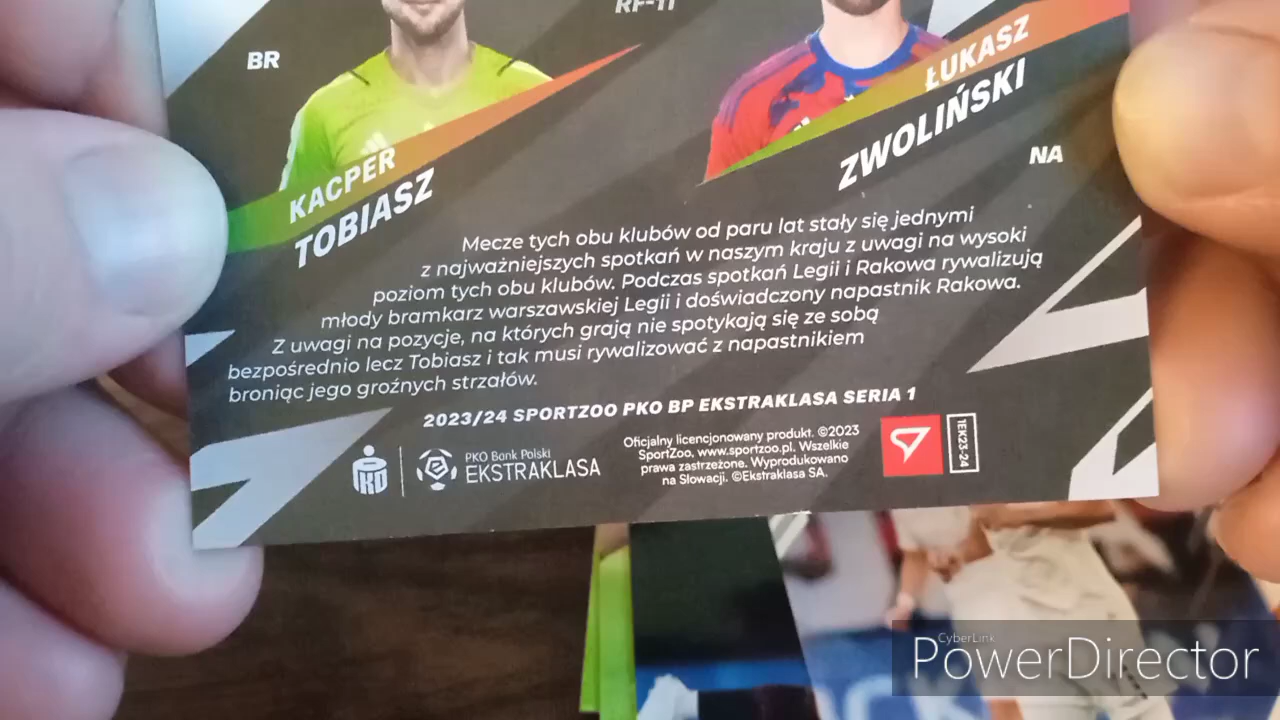 BR
RF-11
KACPER
TOBIASZ
ŁUKASZ
ZWOLIŃSKI
NA
Mecze tych obu klubów od paru lat stały się jednymi
z najważniejszych spotkań w naszym kraju z uwagi na wysoki
poziom tych obu klubów. Podczas spotkań Legii i Rakowa rywalizują
młody bramkarz warszawskiej Legii i doświadczony napastnik Rakowa.
Z uwagi na pozycje, na których grają nie spotykają się ze sobą
bezpośrednio lecz Tobiasz i tak musi rywalizować z napastnikiem
broniąc jego groźnych strzałów.
2023/24 SPORTZOO PKO BP EKSTRAKLASA SERIA 1
PKO Bank Polski
EKSTRAKLASA
Oficjalny licencjonowany produkt. ©2023
SportZoo, www.sportzoo.pl. Wszelkie
prawa zastrzeżone. Wyprodukowano
na Słowacji. ©Ekstraklasa SA.
1EK23-24
CyberLink
PowerDirector